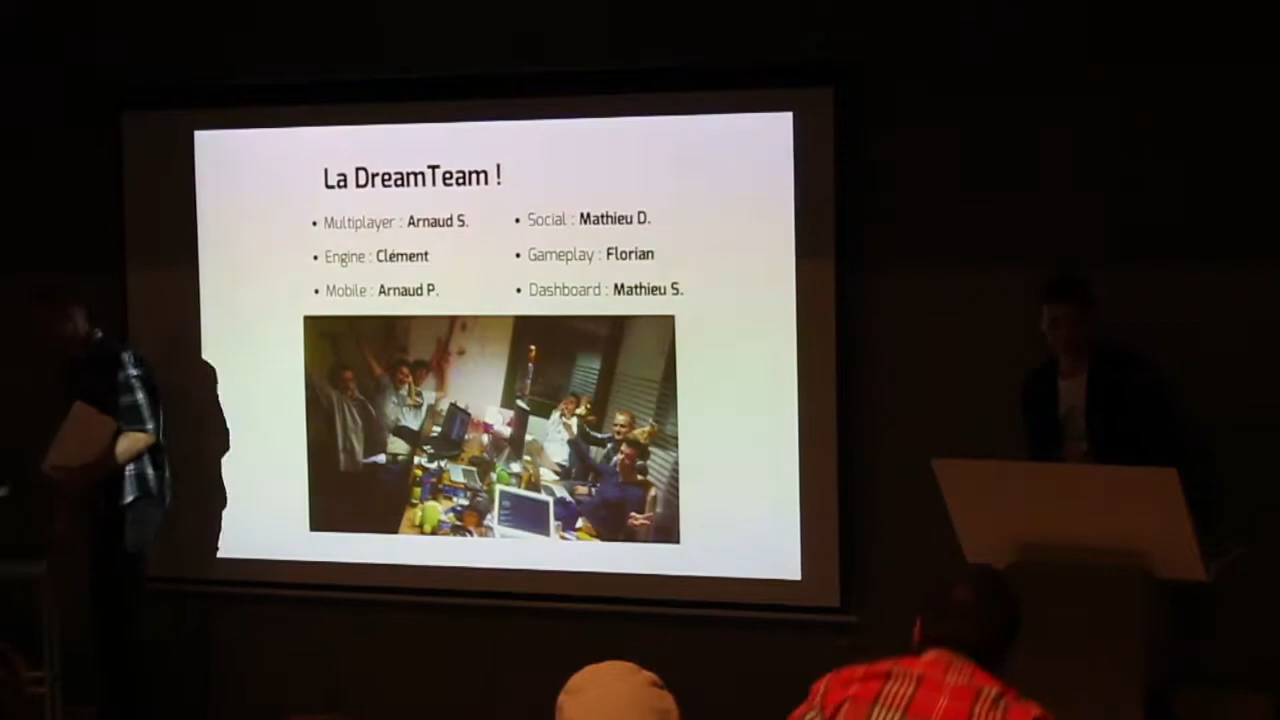 La DreamTeam !
• Multiplayer : Arnaud S.
• Engine : Clément
• Mobile : Arnaud P.
• Social : Mathieu D.
• Gameplay : Florian
• Dashboard : Mathieu S.